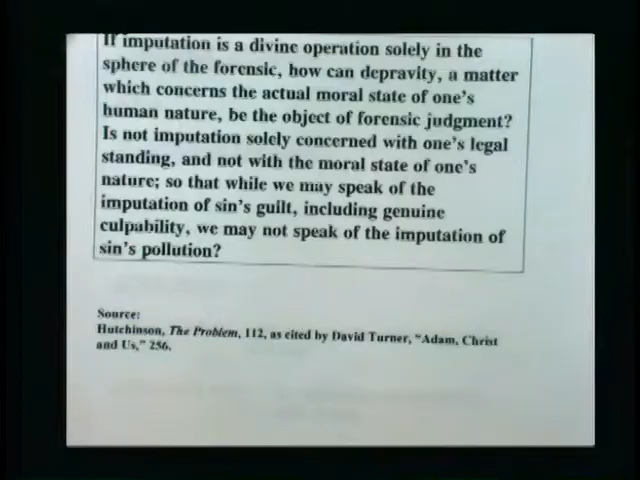 If imputation is a divine operation solely in the
sphere of the forensic, how can depravity, a matter
which concerns the actual moral state of one's
human nature, be the object of forensic judgment?
Is not imputation solely concerned with one's legal
standing, and not with the moral state of one's
nature; so that while we may speak of the
imputation of sin's guilt, including genuine
culpability, we may not speak of the imputation of
sin's pollution?
Source:
Hutchinson, The Problem, 112, as cited by David Turner, "Adam, Christ
and Us," 256.